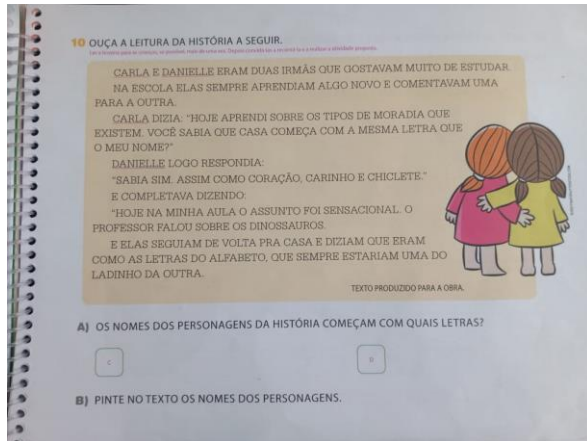 10 OUÇA A LEITURA DA HISTÓRIA A SEGUIR.
CARLA E DANIELLE ERAM DUAS IRMÃS QUE GOSTAVAM MUITO DE ESTUDAR.
NA ESCOLA ELAS SEMPRE APRENDIAM ALGO NOVO E COMENTAVAM UMA
PARA A OUTRA.
CARLA DIZIA: “HOJE APRENDI SOBRE OS TIPOS DE MORADIA QUE
EXISTEM. VOCÊ SABIA QUE CASA COMEÇA COM A MESMA LETRA QUE
O MEU NOME?”
DANIELLE LOGO RESPONDIA:
“SABIA SIM. ASSIM COMO CORAÇÃO, CARINHO E CHICLETE.”
E COMPLETAVA DIZENDO:
“HOJE NA MINHA AULA O ASSUNTO FOI SENSACIONAL. O
PROFESSOR FALOU SOBRE OS DINOSSAUROS.
E ELAS SEGUIAM DE VOLTA PRA CASA E DIZIAM QUE ERAM
COMO AS LETRAS DO ALFABETO, QUE SEMPRE ESTARIAM UMA DO
LADINHO DA OUTRA.
TEXTO PRODUZIDO PARA A OBRA.
A) OS NOMES DOS PERSONAGENS DA HISTÓRIA COMEÇAM COM QUAIS LETRAS?
C D
B) PINTE NO TEXTO OS NOMES DOS PERSONAGENS.